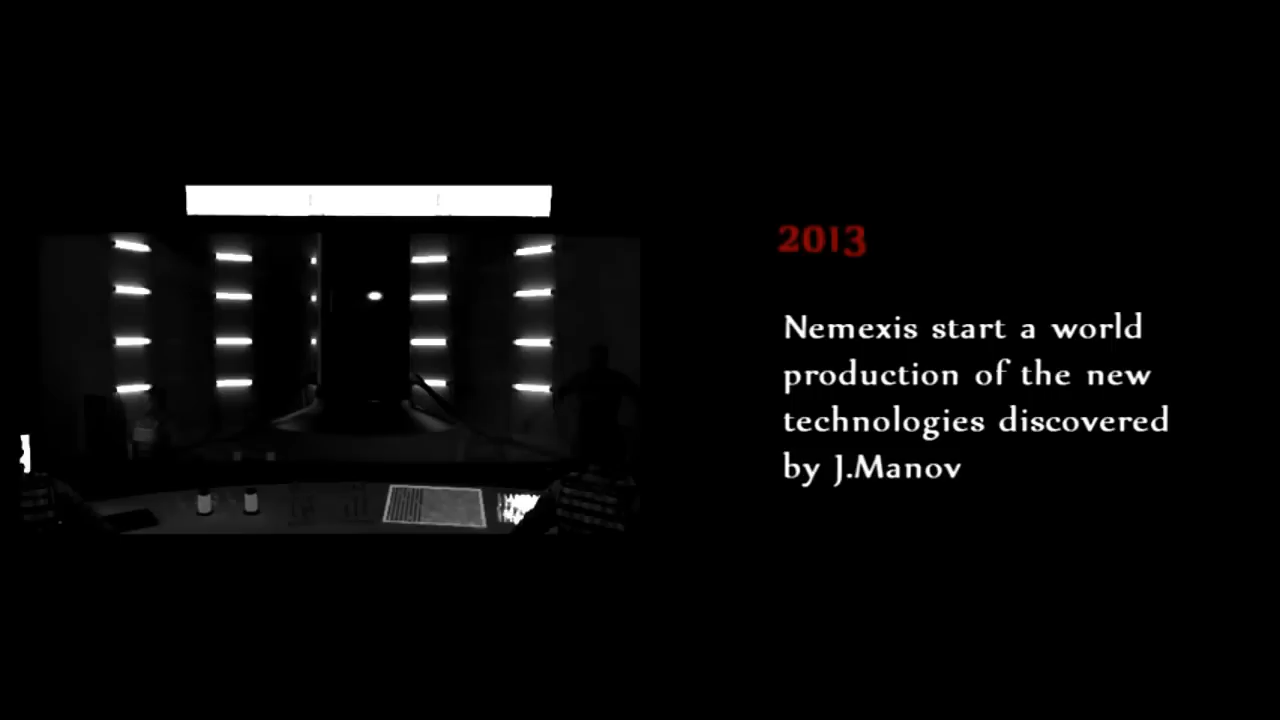 2013
Nemexis start a world
production of the new
technologies discovered
by J.Manov